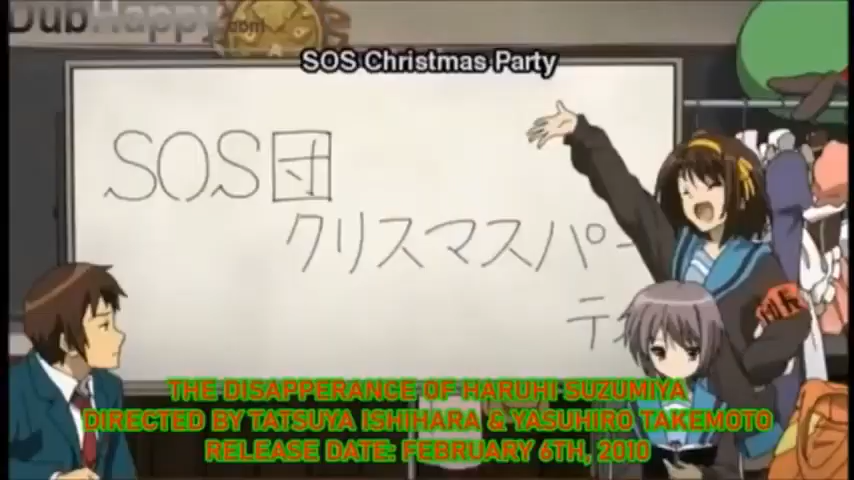 DubHappy.com
SOS Christmas Party
SOS団
クリスマスパー
ティ
THE DISAPPERANCE OF HARUHI SUZUMIYA
DIRECTED BY TATSUYA ISHIHARA & YASUHIRO TAKEMOTO
RELEASE DATE: FEBRUARY 6TH, 2010